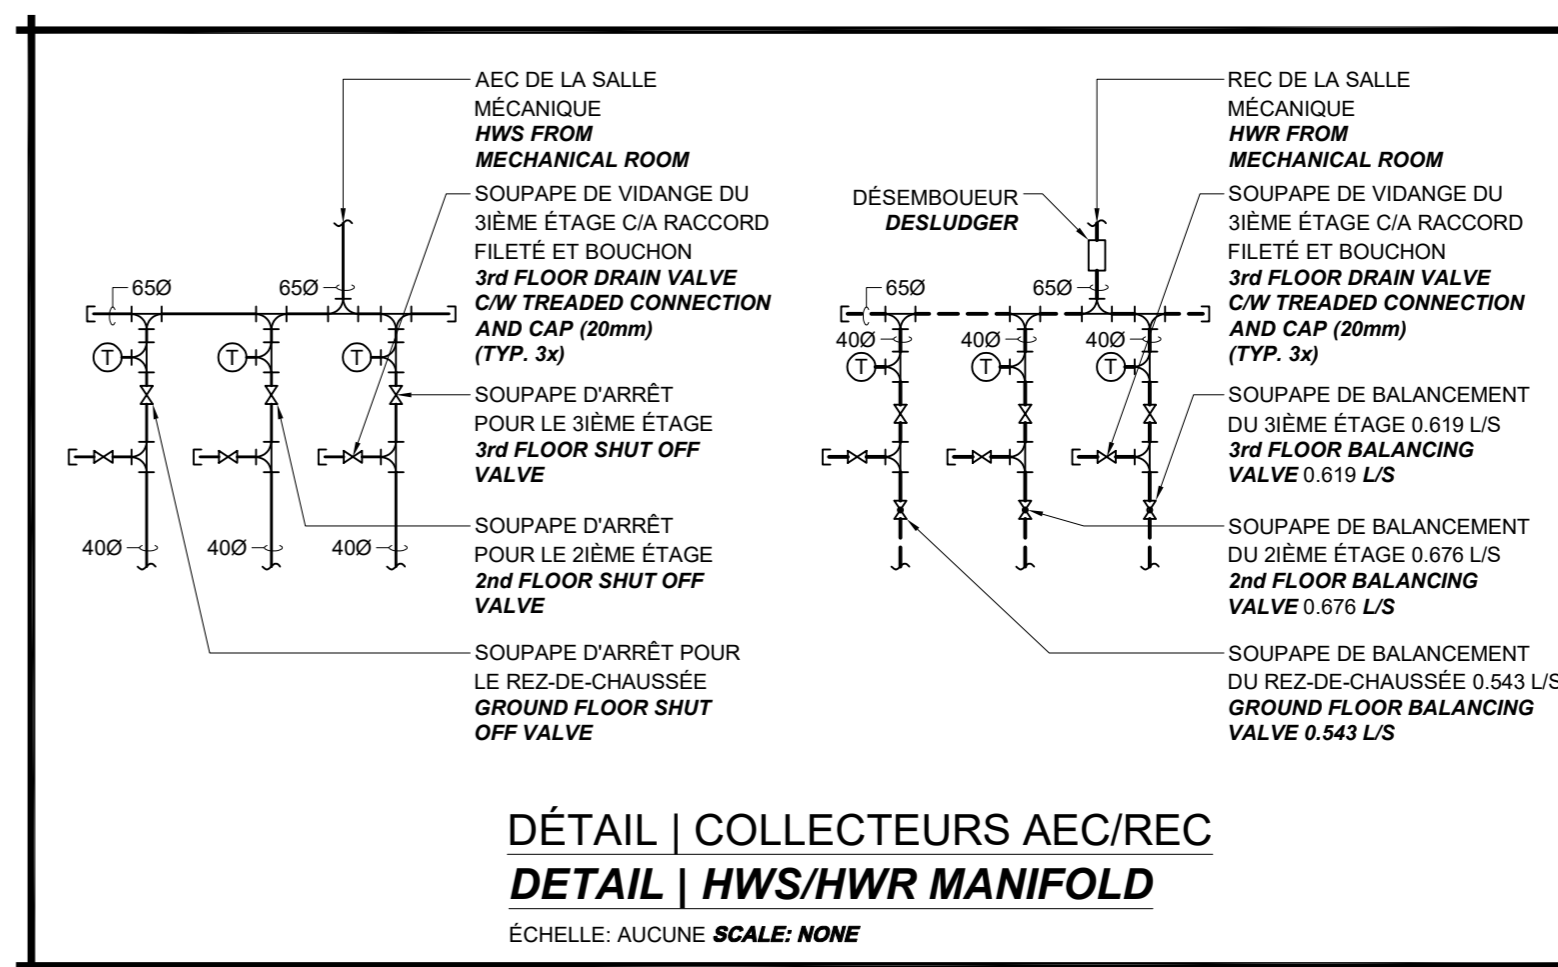 AEC DE LA SALLE
MÉCANIQUE
HWS FROM
MECHANICAL ROOM
SOUPAPE DE VIDANGE DU
3IÈME ÉTAGE C/A RACCORD
FILETÉ ET BOUCHON
3rd FLOOR DRAIN VALVE
C/W TREADED CONNECTION
AND CAP (20mm)
(TYP. 3x)
SOUPAPE D'ARRÊT
POUR LE 3IÈME ÉTAGE
3rd FLOOR SHUT OFF
VALVE
SOUPAPE D'ARRÊT
POUR LE 2IÈME ÉTAGE
2nd FLOOR SHUT OFF
VALVE
SOUPAPE D'ARRÊT POUR
LE REZ-DE-CHAUSSÉE
GROUND FLOOR SHUT
OFF VALVE
65Ø
65Ø
T
T
T
40Ø
40Ø
40Ø
REC DE LA SALLE
MÉCANIQUE
HWR FROM
MECHANICAL ROOM
DÉSEMBOUEUR
DESLUDGER
SOUPAPE DE VIDANGE DU
3IÈME ÉTAGE C/A RACCORD
FILETÉ ET BOUCHON
3rd FLOOR DRAIN VALVE
C/W TREADED CONNECTION
AND CAP (20mm)
(TYP. 3x)
SOUPAPE DE BALANCEMENT
DU 3IÈME ÉTAGE 0.619 L/S
3rd FLOOR BALANCING
VALVE 0.619 L/S
SOUPAPE DE BALANCEMENT
DU 2IÈME ÉTAGE 0.676 L/S
2nd FLOOR BALANCING
VALVE 0.676 L/S
SOUPAPE DE BALANCEMENT
DU REZ-DE-CHAUSSÉE 0.543 L/S
GROUND FLOOR BALANCING
VALVE 0.543 L/S
65Ø
65Ø
40Ø
40Ø
40Ø
T
T
T
DÉTAIL | COLLECTEURS AEC/REC
DETAIL | HWS/HWR MANIFOLD
ÉCHELLE: AUCUNE SCALE: NONE